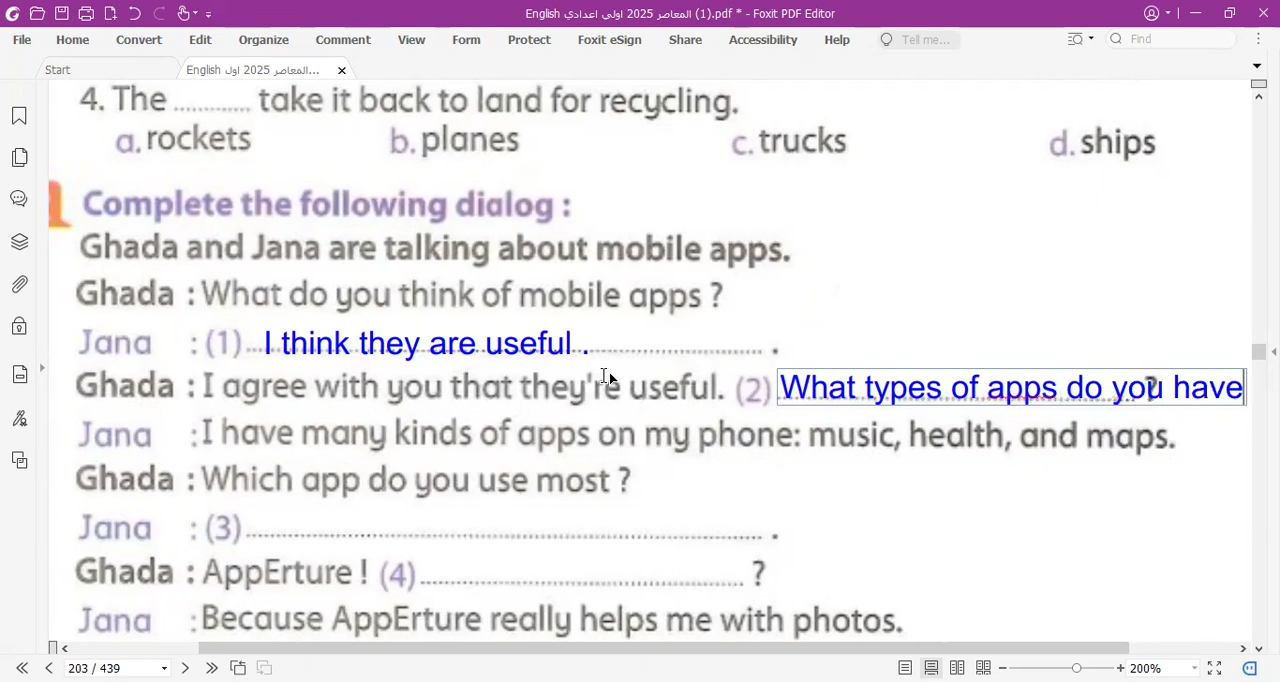 English المعاصر 2025 اولي اعدادي (1).pdf * - Foxit PDF Editor
File Home Convert Edit Organize Comment View Form Protect Foxit eSign Share Accessibility Help Tell me... Find
Start English المعاصر 2025 اول...
4. The ............ take it back to land for recycling.
a. rockets b. planes c. trucks d. ships
Complete the following dialog :
Ghada and Jana are talking about mobile apps.
Ghada : What do you think of mobile apps ?
Jana : (1) I think they are useful . .
Ghada : I agree with you that they're useful. (2) What types of apps do you have ?
Jana : I have many kinds of apps on my phone: music, health, and maps.
Ghada : Which app do you use most ?
Jana : (3) ............ .
Ghada : AppErture ! (4) ............ ?
Jana : Because AppErture really helps me with photos.
203 / 439 200%